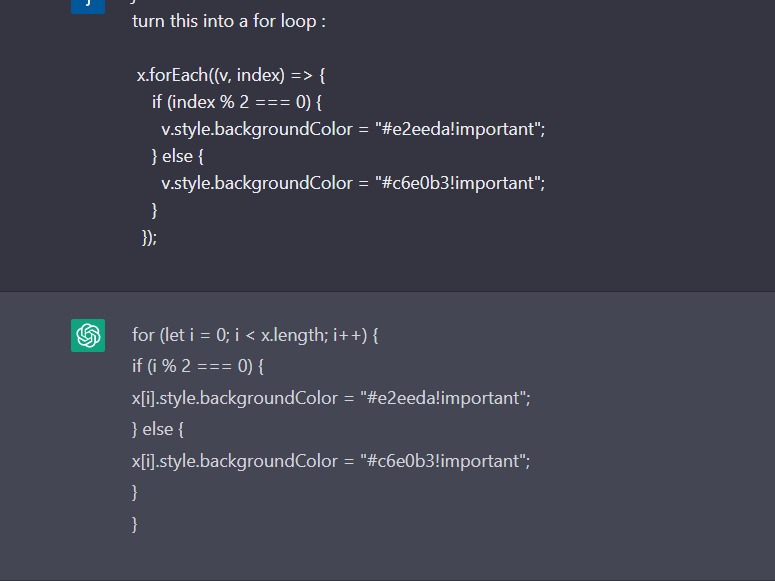 turn this into a for loop :
x.forEach((v, index) => {
if (index % 2 === 0) {
v.style.backgroundColor = "#e2eeda!important";
} else {
v.style.backgroundColor = "#c6e0b3!important";
}
});
for (let i = 0; i < x.length; i++) {
if (i % 2 === 0) {
x[i].style.backgroundColor = "#e2eeda!important";
} else {
x[i].style.backgroundColor = "#c6e0b3!important";
}
}